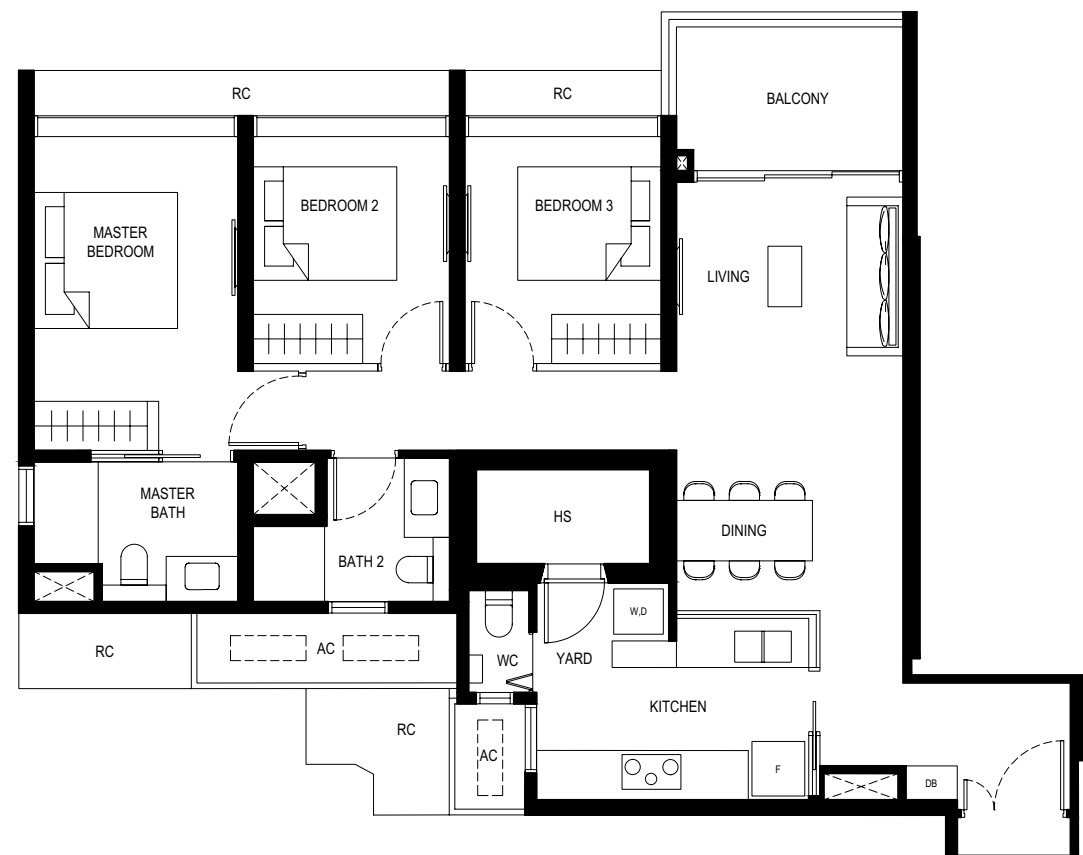 RC
RC
BALCONY
BEDROOM 2
BEDROOM 3
MASTER
BEDROOM
LIVING
MASTER
BATH
HS
DINING
BATH 2
W,D
RC
AC
WC
YARD
KITCHEN
RC
AC
F
DB